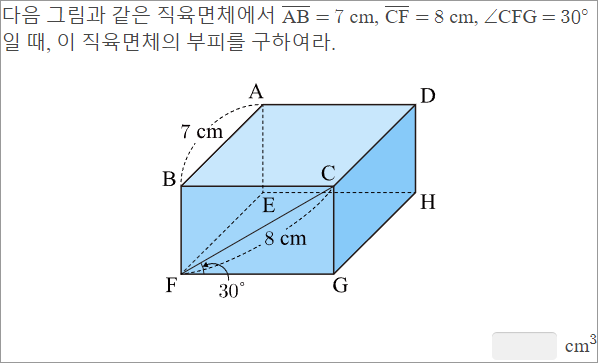 다음 그림과 같은 직육면체에서 A̅B̅ = 7 cm, C̅F̅ = 8 cm, ∠CFG = 30°
일 때, 이 직육면체의 부피를 구하여라.
A
D
7 cm
B
C
E
H
8 cm
F
30°
G
cm³